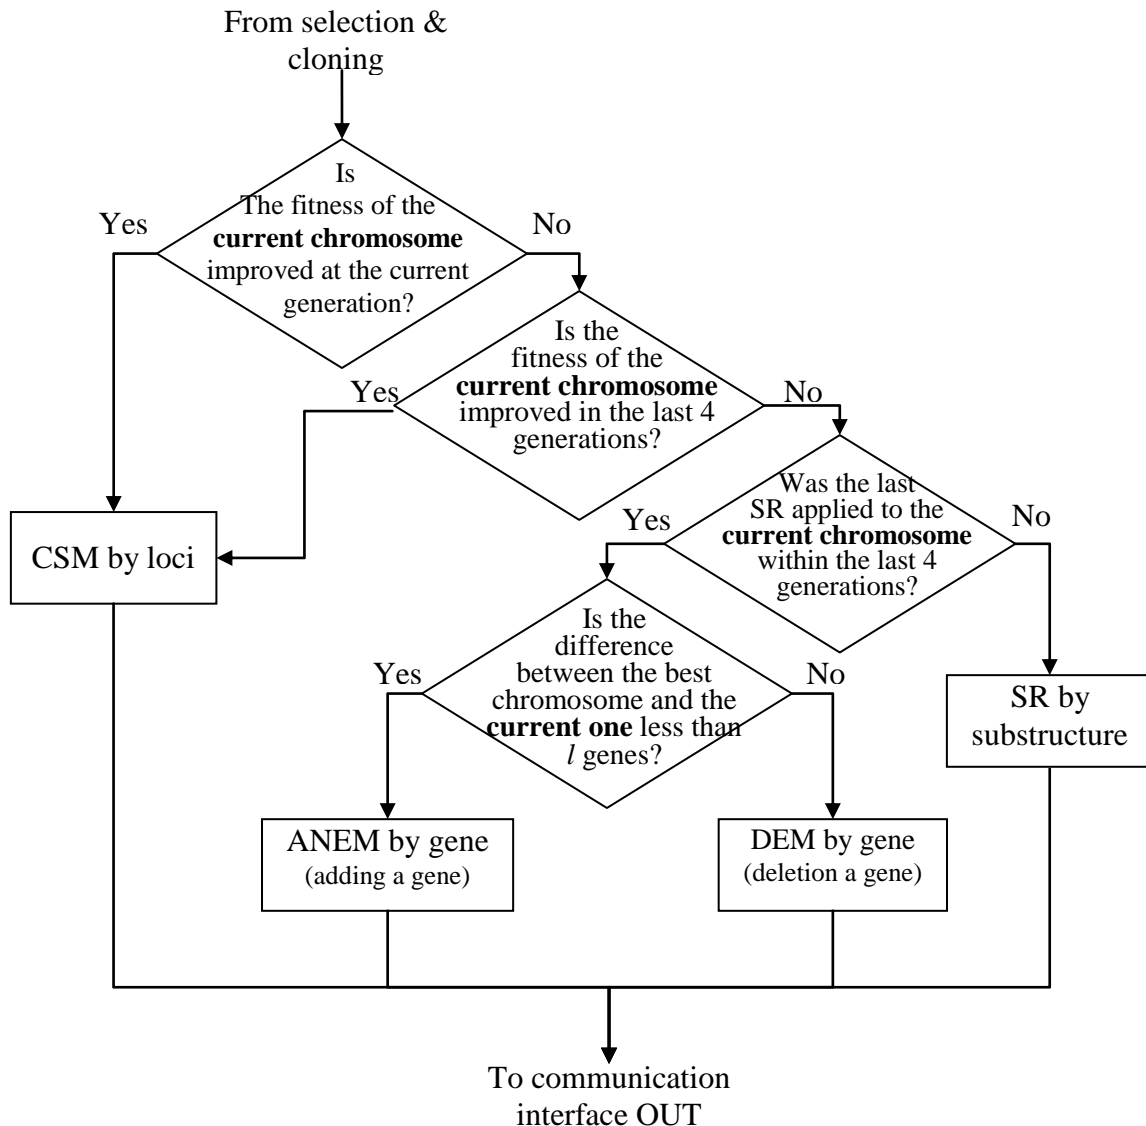 From selection &
cloning
Is
The fitness of the
current chromosome
improved at the current
generation?
Yes
No
Is the
fitness of the
current chromosome
improved in the last 4
generations?
Yes
No
Was the last
SR applied to the
current chromosome
within the last 4
generations?
Yes
No
CSM by loci
Is the
difference
between the best
chromosome and the
current one less than
l genes?
Yes
No
SR by
substructure
ANEM by gene
(adding a gene)
DEM by gene
(deletion a gene)
To communication
interface OUT